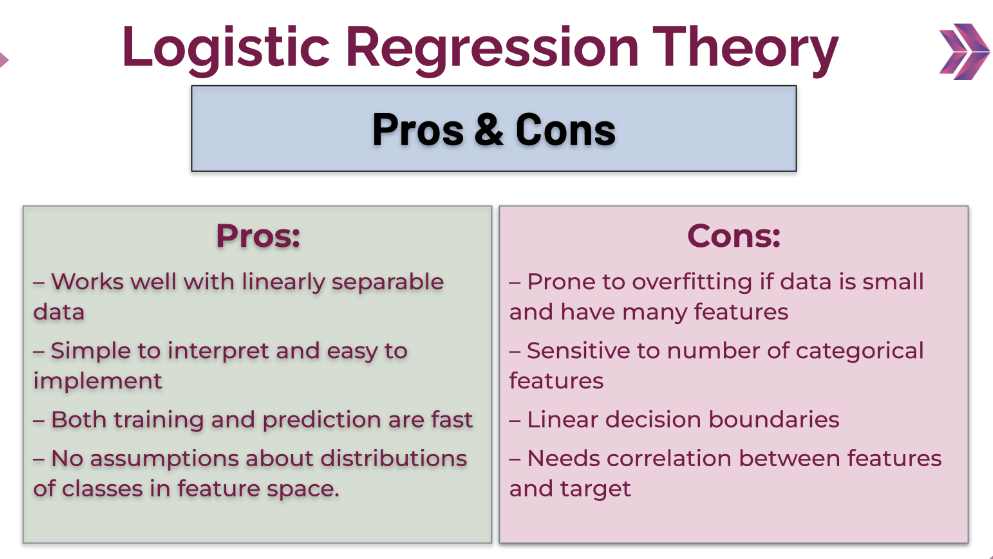 Logistic Regression Theory
Pros & Cons
Pros:
– Works well with linearly separable
data
– Simple to interpret and easy to
implement
– Both training and prediction are fast
– No assumptions about distributions
of classes in feature space.
Cons:
– Prone to overfitting if data is small
and have many features
– Sensitive to number of categorical
features
– Linear decision boundaries
– Needs correlation between features
and target